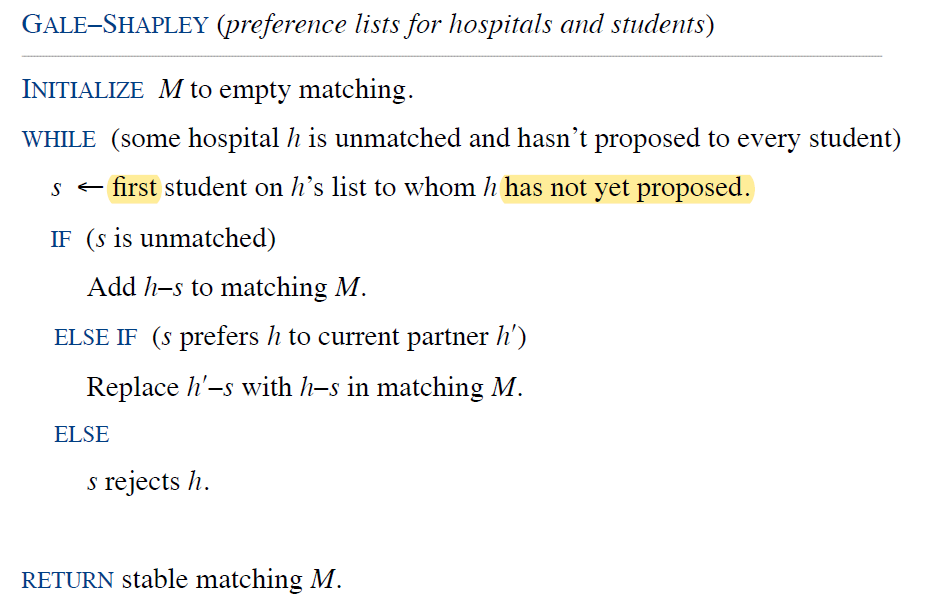 GALE–SHAPLEY (preference lists for hospitals and students)
INITIALIZE M to empty matching.
WHILE (some hospital h is unmatched and hasn’t proposed to every student)
s ← first student on h’s list to whom h has not yet proposed.
IF (s is unmatched)
Add h–s to matching M.
ELSE IF (s prefers h to current partner h′)
Replace h′–s with h–s in matching M.
ELSE
s rejects h.
RETURN stable matching M.